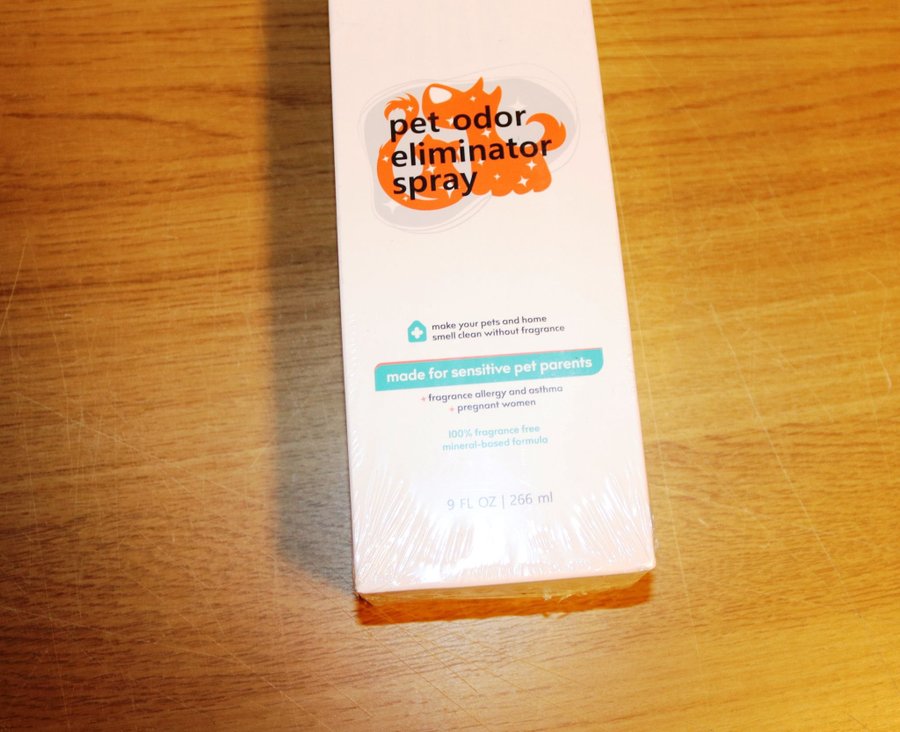 pet odor
eliminator
spray
make your pets and home
smell clean without fragrance
made for sensitive pet parents
+ fragrance allergy and asthma
+ pregnant women
100% fragrance free
mineral-based formula
9 FL OZ | 266 ml